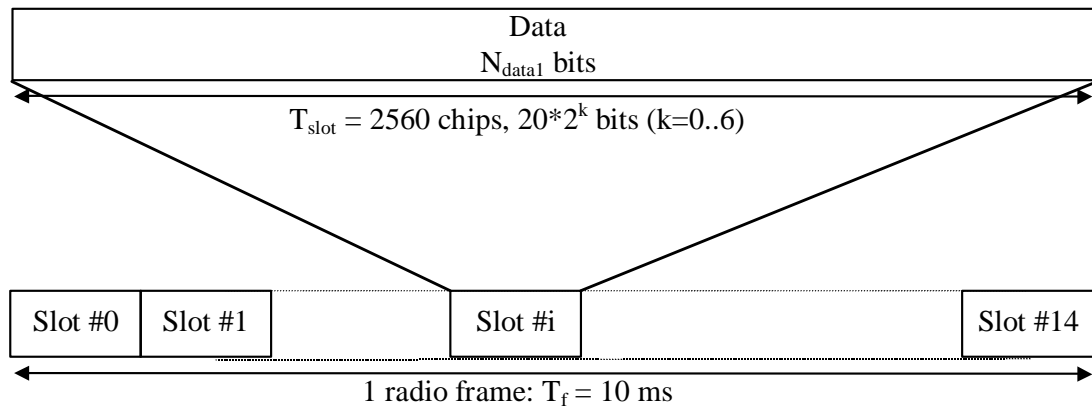 Data
N_data1 bits
T_slot = 2560 chips, 20*2^k bits (k=0..6)
Slot #0 Slot #1 Slot #i Slot #14
1 radio frame: T_f = 10 ms